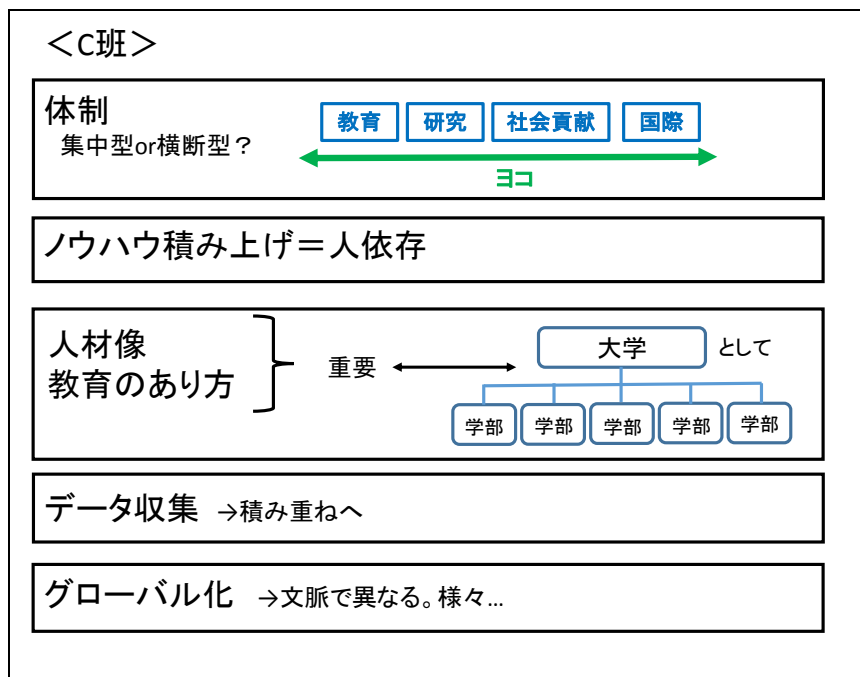 ＜C班＞
体制
集中型or横断型？
教育 研究 社会貢献 国際
ヨコ
ノウハウ積み上げ＝人依存
人材像
教育のあり方
重要
大学 として
学部 学部 学部 学部 学部
データ収集 →積み重ねへ
グローバル化 →文脈で異なる。様々…